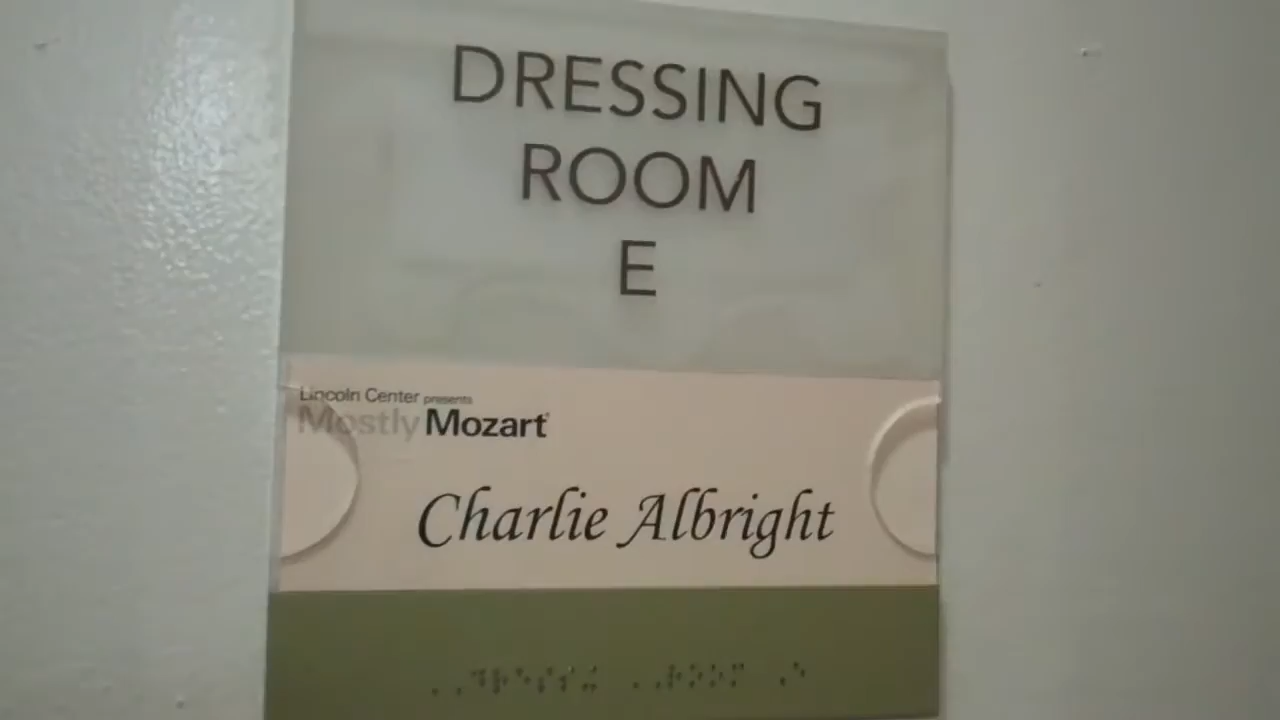 DRESSING
ROOM
E
Lincoln Center presents
Mostly Mozart
Charlie Albright